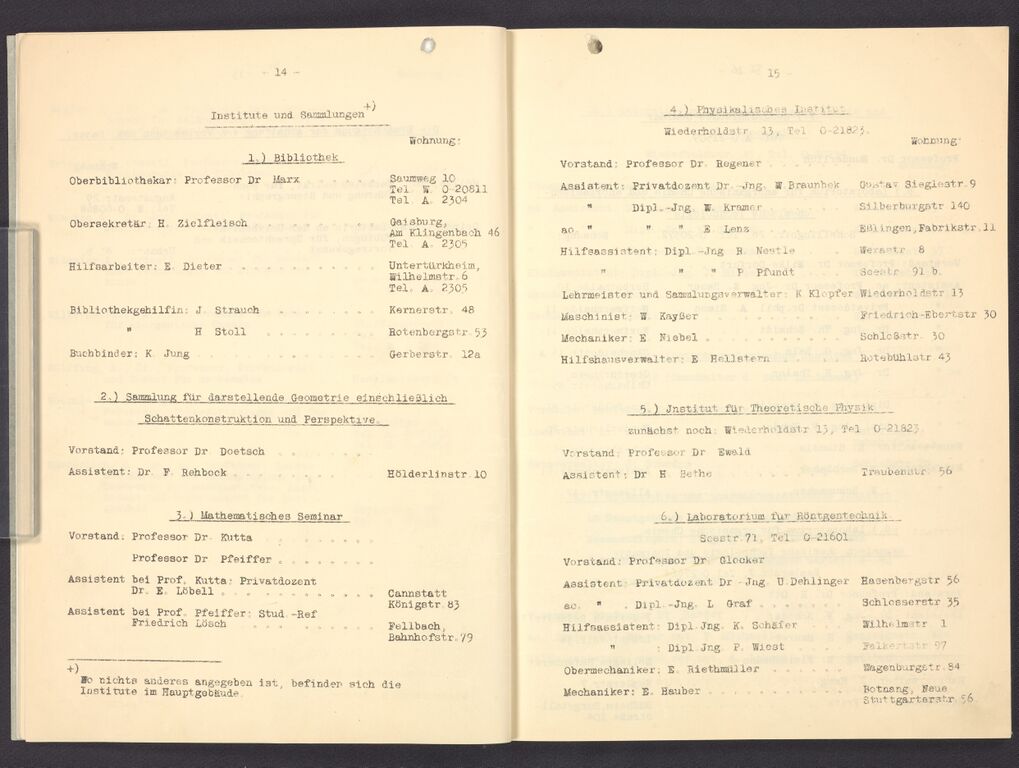 - 14 -
Institute und Sammlungen +)
Wohnung:
1.) Bibliothek
Oberbibliothekar: Professor Dr Marx . . . . . . . Saumweg 10
Tel. W. 0-20811
Tel. A. 2304
Obersekretär: H. Zielfleisch . . . . . . . . . . Gaisburg,
Am Klingenbach 46
Tel. A. 2305
Hilfsarbeiter: E. Dieter . . . . . . . . . . . . Untertürkheim,
Wilhelmstr. 6
Tel. A. 2305
Bibliothekgehilfin: J. Strauch . . . . . . . . . Kernerstr. 48
" H Stoll . . . . . . . . . . Rotenbergstr. 53
Buchbinder: K. Jung . . . . . . . . . . . . . . Gerberstr. 12a
2.) Sammlung für darstellende Geometrie einschließlich
Schattenkonstruktion und Perspektive.
Vorstand: Professor Dr Doetsch . . . . . . . .
Assistent: Dr. F. Rehbock . . . . . . . . . . . Hölderlinstr. 10
3.) Mathematisches Seminar
Vorstand: Professor Dr. Kutta . . . . . . . .
Professor Dr Pfeiffer . . . . . . . .
Assistent bei Prof. Kutta: Privatdozent
Dr. E. Löbell . . . . . . . . . . . Cannstatt
Königstr. 83
Assistent bei Prof. Pfeiffer: Stud.-Ref
Friedrich Lösch . . . . . . . . . . Fellbach,
Bahnhofstr. 79
+)
Wo nichts anderes angegeben ist, befinden sich die
Institute im Hauptgebäude.
15 -
4.) Physikalisches Institut
Wiederholdstr 13, Tel 0-21823.
Wohnung:
Vorstand: Professor Dr. Regener . . . . . . .
Assistent: Privatdozent Dr.-Jng. W. Braunbek Gustav Sieglestr. 9
" Dipl.-Jng. W. Kramer . . . . . Silberburgstr 140
ao. " " " E. Lenz . . . . . . Eßlingen, Fabrikstr. 11
Hilfsassistent: Dipl.-Jng R. Nestle . . . . . Werastr 8
" " " P Pfundt . . . . . Seestr 91 b.
Lehrmeister und Sammlungsverwalter: K Klopfer Wiederholdstr 13
Maschinist: W. Kayßer . . . . . . . . . . . Friedrich-Ebertstr 30
Mechaniker: E Niebel . . . . . . . . . . . Schloßstr. 30
Hilfshausverwalter: E Hallstern . . . . . . Rotebühlstr 43
5.) Jnstitut für Theoretische Physik
zunächst noch: Wiederholdstr 13, Tel 0-21823
Vorstand: Professor Dr Ewald . . . . . . .
Assistent: Dr H Bethe . . . . . . . . . . Traubenstr 56
6.) Laboratorium für Röntgentechnik
Seestr. 71, Tel. 0-21601
Vorstand: Professor Dr Glocker . . . . . . .
Assistent: Privatdozent Dr -Jng U. Dehlinger Hasenbergstr 56
ao. " . Dipl.-Jng. L Graf . . . . . . . Schlosserstr 35
Hilfsassistent: Dipl. Jng. K. Schäfer . . . . Wilhelmstr 1
" : Dipl. Jng. P. Wiest . . . . . Falkertstr 97
Obermechaniker: E. Riethmüller . . . . . . . Wagenburgstr. 84
Mechaniker: E. Hauber . . . . . . . . . . . Botnang, Neue
Stuttgarterstr 56